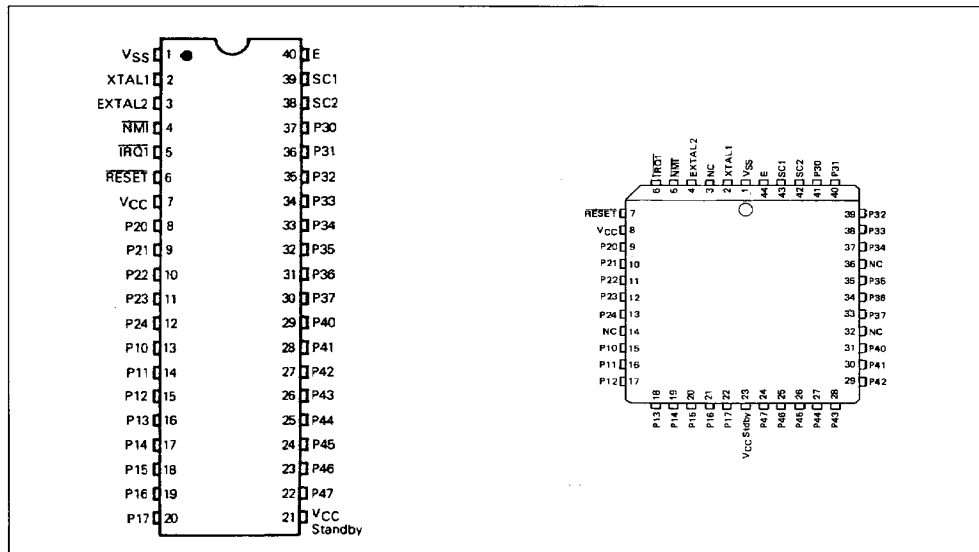 VSS 1 40 E
XTAL1 2 39 SC1
EXTAL2 3 38 SC2
N̅M̅I̅ 4 37 P30
I̅R̅Q̅1̅ 5 36 P31
R̅E̅S̅E̅T̅ 6 35 P32
VCC 7 34 P33
P20 8 33 P34
P21 9 32 P35
P22 10 31 P36
P23 11 30 P37
P24 12 29 P40
P10 13 28 P41
P11 14 27 P42
P12 15 26 P43
P13 16 25 P44
P14 17 24 P45
P15 18 23 P46
P16 19 22 P47
P17 20 21 VCC
Standby
I̅R̅Q̅1̅ N̅M̅I̅ EXTAL2 NC XTAL1 VSS E SC1 SC2 P30 P31
6 5 4 3 2 1 44 43 42 41 40
R̅E̅S̅E̅T̅ 7 39 P32
VCC 8 38 P33
P20 9 37 P34
P21 10 36 NC
P22 11 35 P35
P23 12 34 P36
P24 13 33 P37
NC 14 32 NC
P10 15 31 P40
P11 16 30 P41
P12 17 29 P42
18 19 20 21 22 23 24 25 26 27 28
P13 P14 P15 P16 P17 VCC Stdby P47 P46 P45 P44 P43